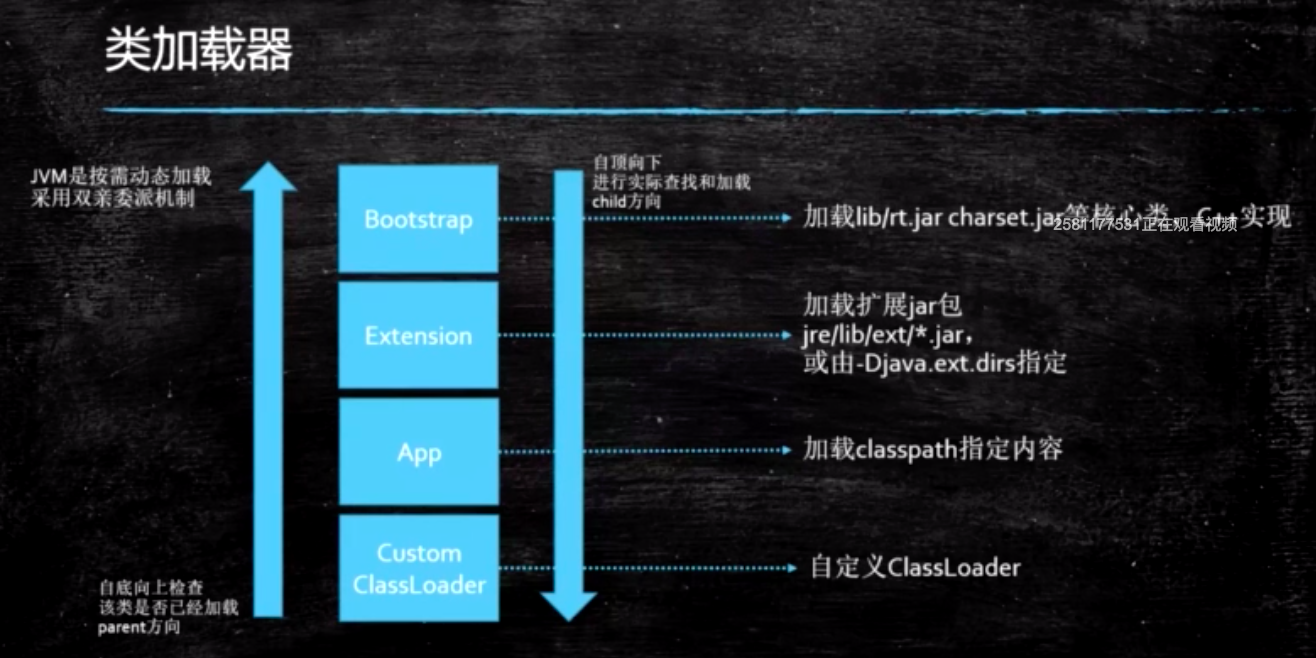 类加载器
JVM是按需动态加载
采用双亲委派机制
自顶向下
进行实际查找和加载
child方向
Bootstrap
加载lib/rt.jar charset.jar等核心类，C++实现
2581177531正在观看视频
Extension
加载扩展jar包
jre/lib/ext/*.jar，
或由-Djava.ext.dirs指定
App
加载classpath指定内容
Custom
ClassLoader
自定义ClassLoader
自底向上检查
该类是否已经加载
parent方向